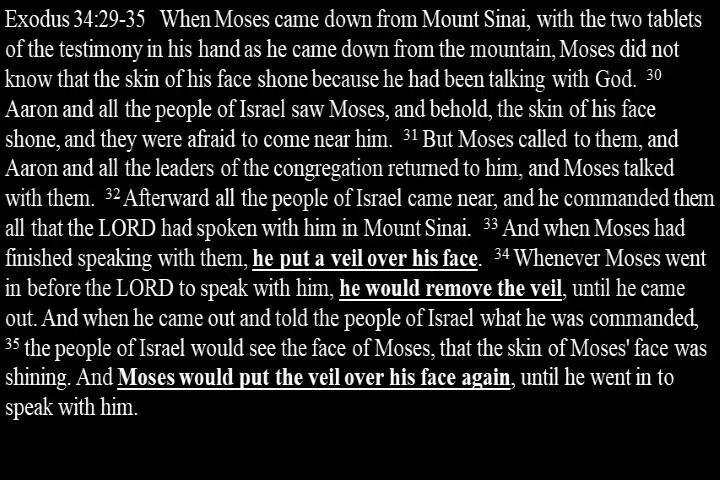 Exodus 34:29-35 When Moses came down from Mount Sinai, with the two tablets
of the testimony in his hand as he came down from the mountain, Moses did not
know that the skin of his face shone because he had been talking with God. 30
Aaron and all the people of Israel saw Moses, and behold, the skin of his face
shone, and they were afraid to come near him. 31 But Moses called to them, and
Aaron and all the leaders of the congregation returned to him, and Moses talked
with them. 32 Afterward all the people of Israel came near, and he commanded them
all that the LORD had spoken with him in Mount Sinai. 33 And when Moses had
finished speaking with them, he put a veil over his face. 34 Whenever Moses went
in before the LORD to speak with him, he would remove the veil, until he came
out. And when he came out and told the people of Israel what he was commanded,
35 the people of Israel would see the face of Moses, that the skin of Moses' face was
shining. And Moses would put the veil over his face again, until he went in to
speak with him.